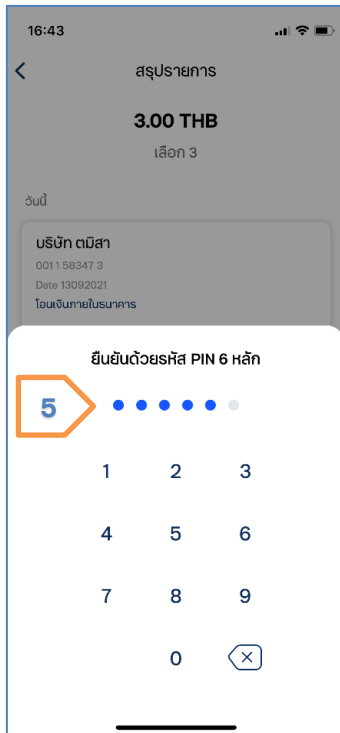 16:43
สรุปรายการ
3.00 THB
เลือก 3
วันนี้
บริษัท ตมิสา
001 1 58347 3
Date 13092021
โอนเงินภายในธนาคาร
ยืนยันด้วยรหัส PIN 6 หลัก
5
1 2 3
4 5 6
7 8 9
0